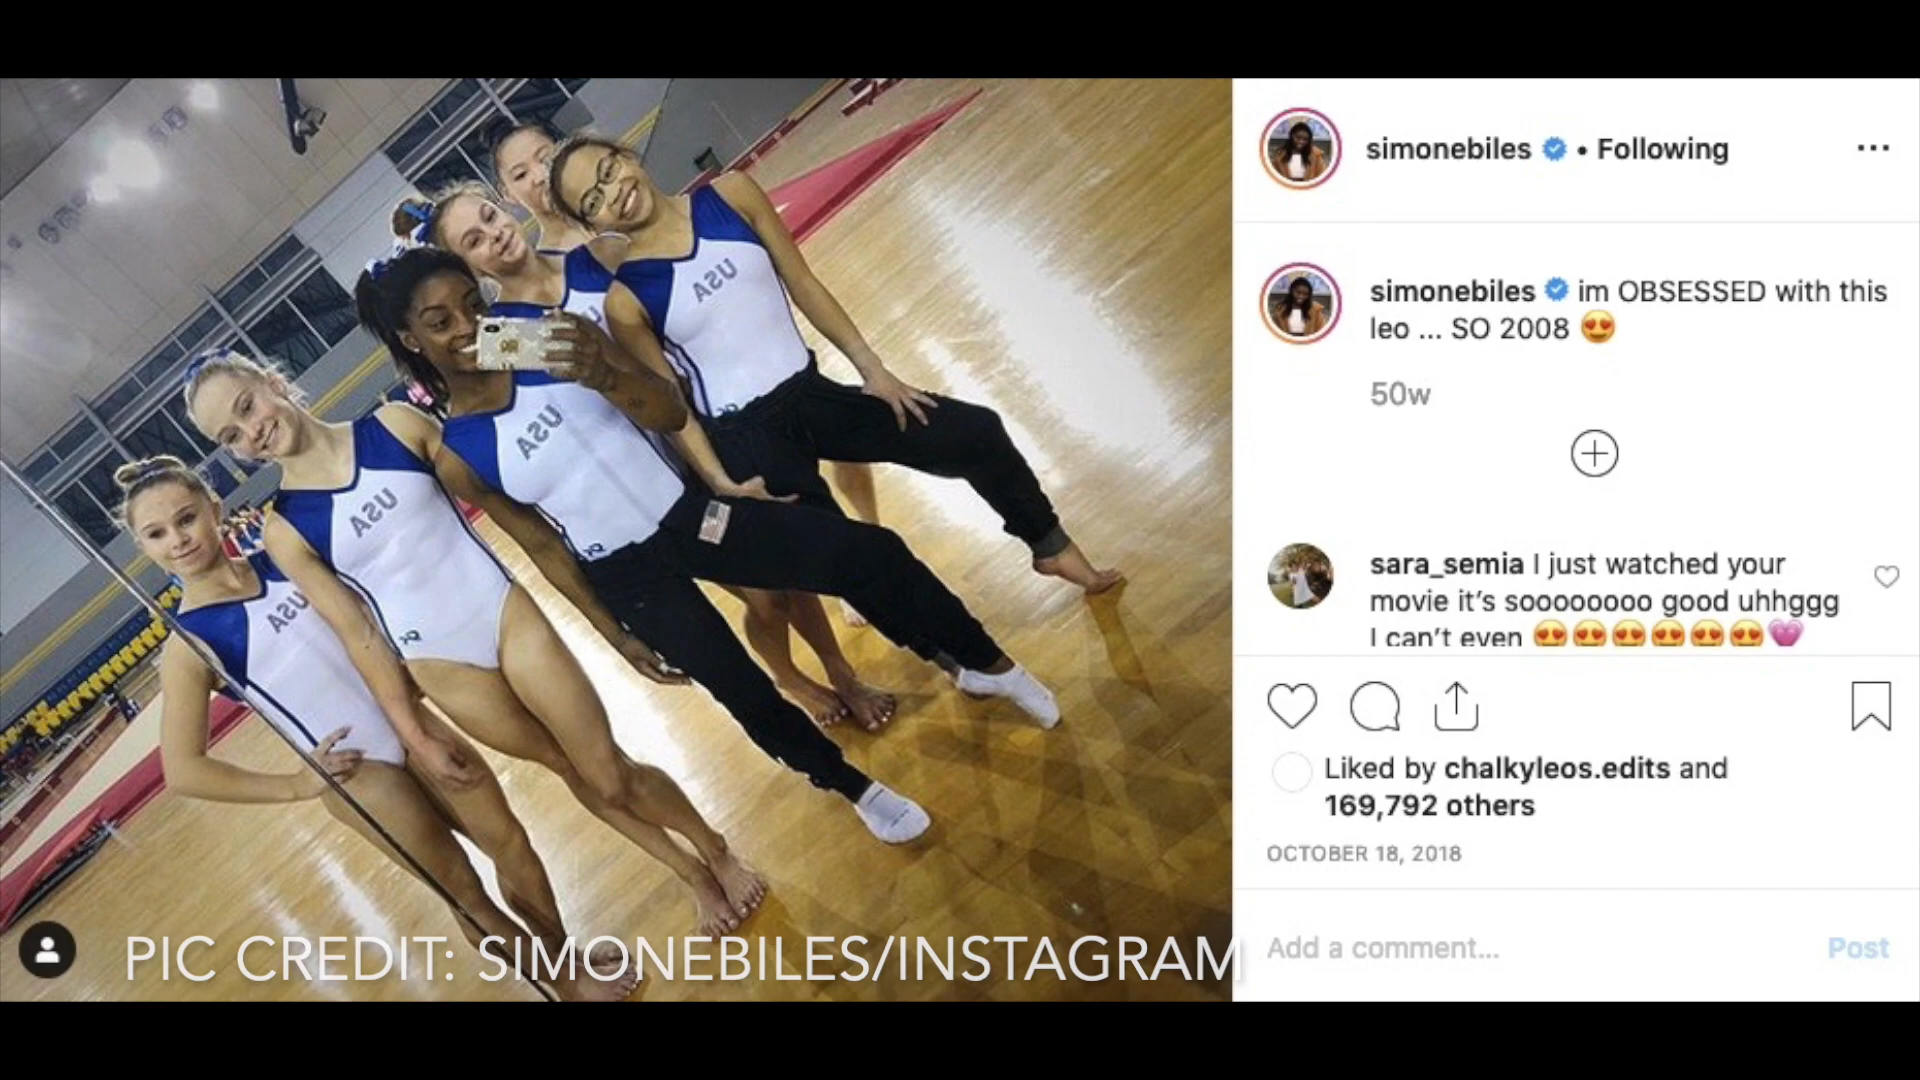 simonebiles • Following
simonebiles im OBSESSED with this
leo ... SO 2008 😍
50w
sara_semia I just watched your
movie it's soooooooo good uhhggg
I can't even 😍😍😍😍😍😍💗
Liked by chalkyleos.edits and
169,792 others
OCTOBER 18, 2018
Add a comment...
Post
USA
USA
USA
USA
PIC CREDIT: SIMONEBILES/INSTAGRAM